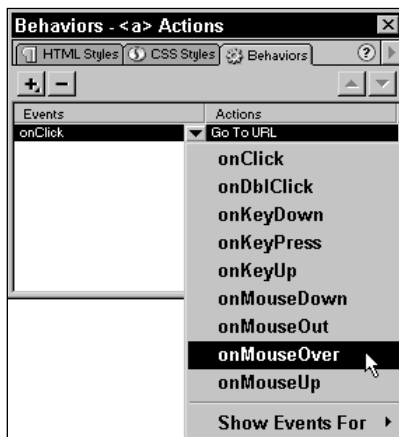 Behaviors - <a> Actions
HTML Styles CSS Styles Behaviors ?
+ -
Events Actions
onClick Go To URL
onClick
onDblClick
onKeyDown
onKeyPress
onKeyUp
onMouseDown
onMouseOut
onMouseOver
onMouseUp
Show Events For